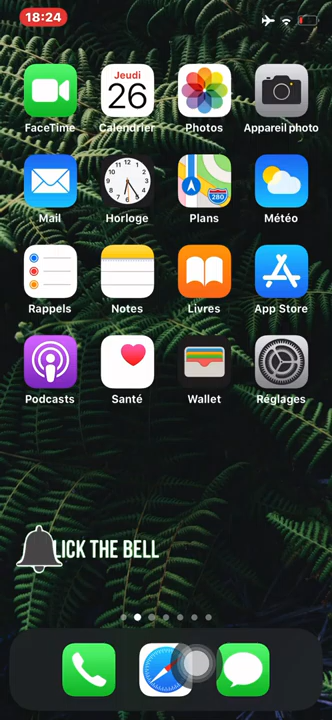 18:24
Jeudi
26
FaceTime
Calendrier
Photos
Appareil photo
280
Mail
Horloge
Plans
Météo
Rappels
Notes
Livres
App Store
Podcasts
Santé
Wallet
Réglages
LICK THE BELL